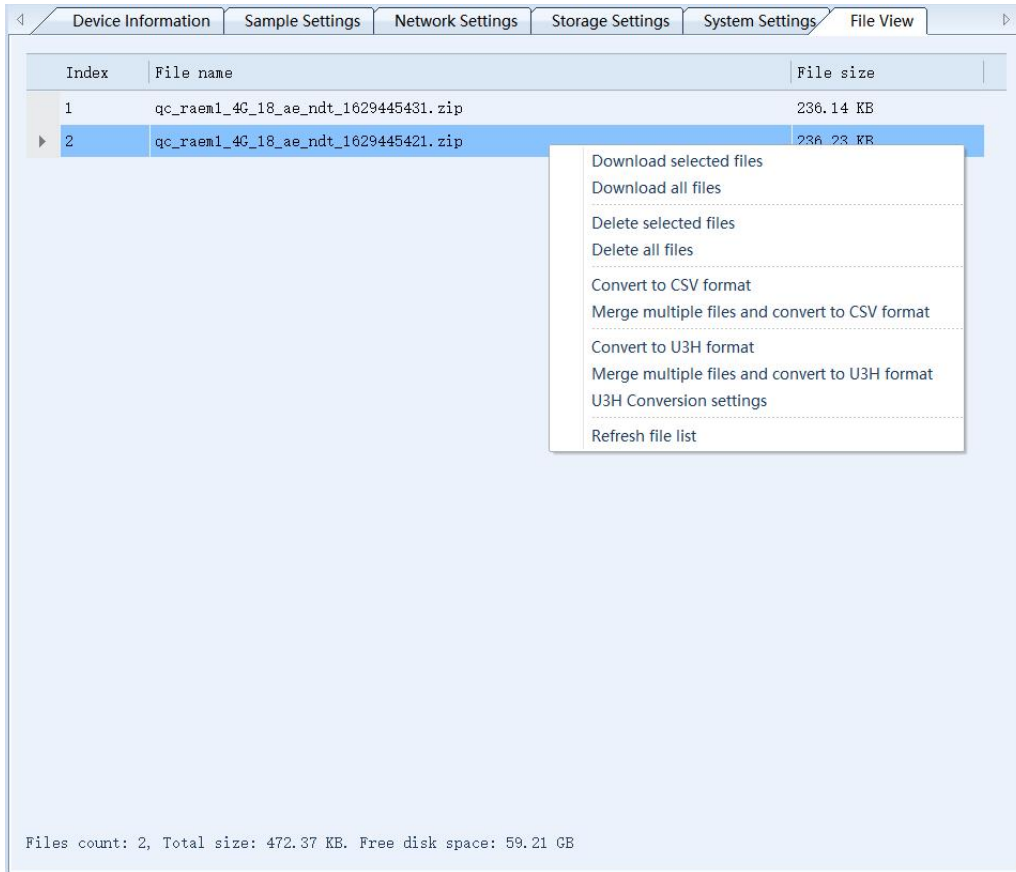 Device Information Sample Settings Network Settings Storage Settings System Settings File View
Index File name File size
1 qc_raem1_4G_18_ae_ndt_1629445431.zip 236.14 KB
2 qc_raem1_4G_18_ae_ndt_1629445421.zip 236.23 KB
Download selected files
Download all files
Delete selected files
Delete all files
Convert to CSV format
Merge multiple files and convert to CSV format
Convert to U3H format
Merge multiple files and convert to U3H format
U3H Conversion settings
Refresh file list
Files count: 2, Total size: 472.37 KB. Free disk space: 59.21 GB